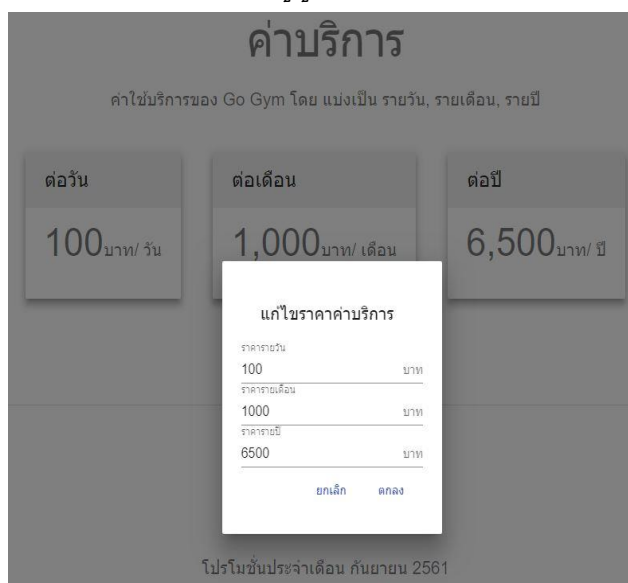 ค่าบริการ
ค่าใช้บริการของ Go Gym โดย แบ่งเป็น รายวัน, รายเดือน, รายปี
ต่อวัน
ต่อเดือน
ต่อปี
100บาท/ วัน
1,000บาท/ เดือน
6,500บาท/ ปี
แก้ไขราคาค่าบริการ
ราคารายวัน
100 บาท
ราคารายเดือน
1000 บาท
ราคารายปี
6500 บาท
ยกเลิก ตกลง
โปรโมชั่นประจำเดือน กันยายน 2561